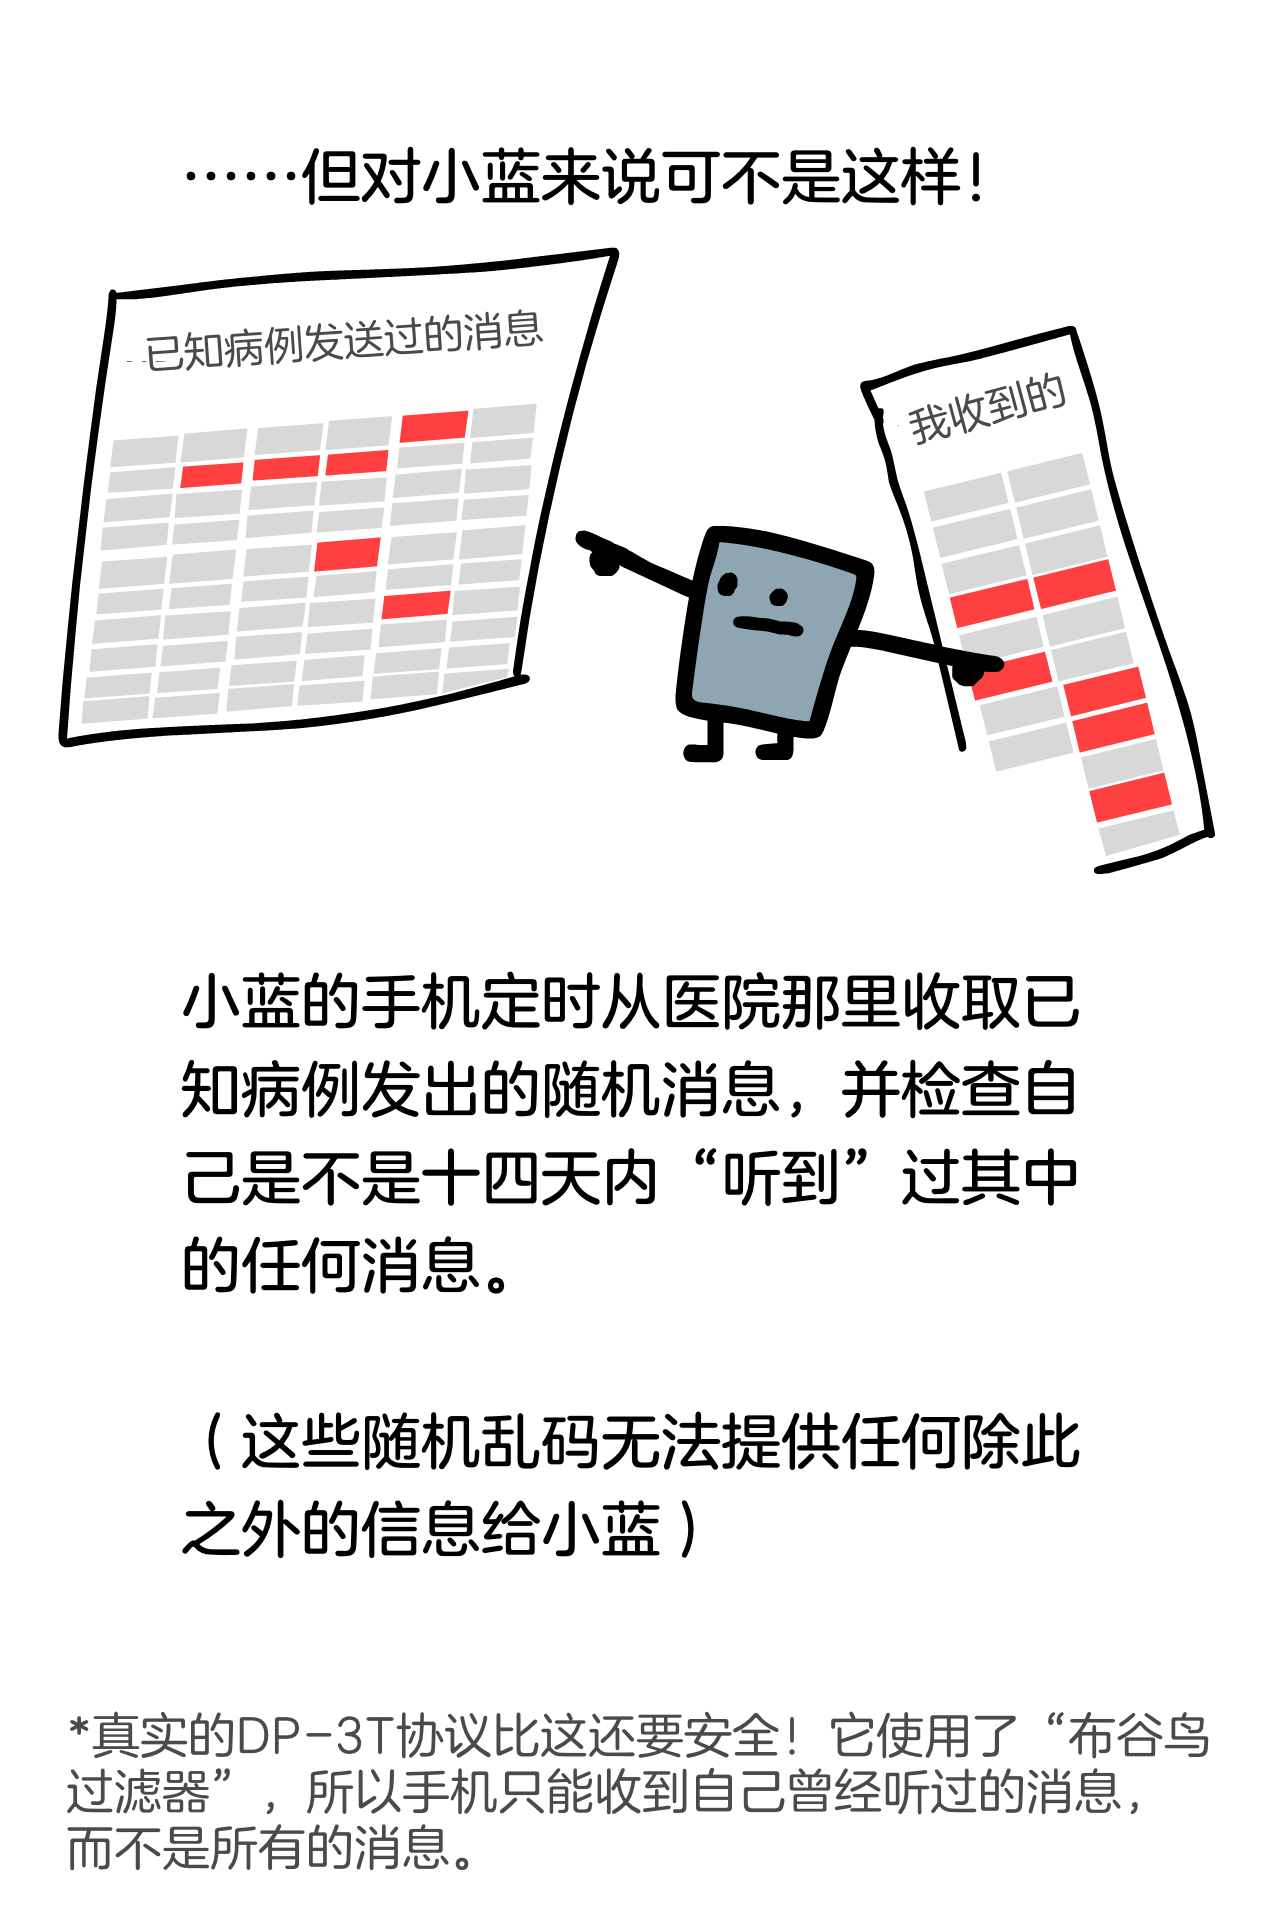 ……但对小蓝来说可不是这样！
已知病例发送过的消息
我收到的
小蓝的手机定时从医院那里收取已
知病例发出的随机消息，并检查自
己是不是十四天内“听到”过其中
的任何消息。
（这些随机乱码无法提供任何除此
之外的信息给小蓝）
*真实的DP-3T协议比这还要安全！它使用了“布谷鸟
过滤器”，所以手机只能收到自己曾经听过的消息，
而不是所有的消息。